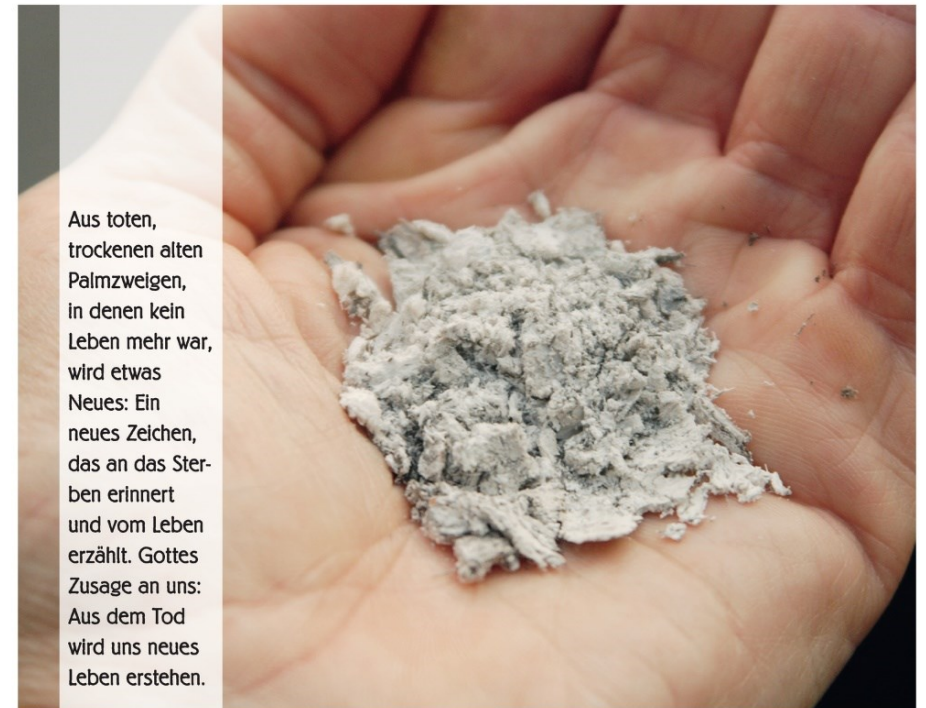 Aus toten,
trockenen alten
Palmzweigen,
in denen kein
Leben mehr war,
wird etwas
Neues: Ein
neues Zeichen,
das an das Ster-
ben erinnert
und vom Leben
erzählt. Gottes
Zusage an uns:
Aus dem Tod
wird uns neues
Leben erstehen.